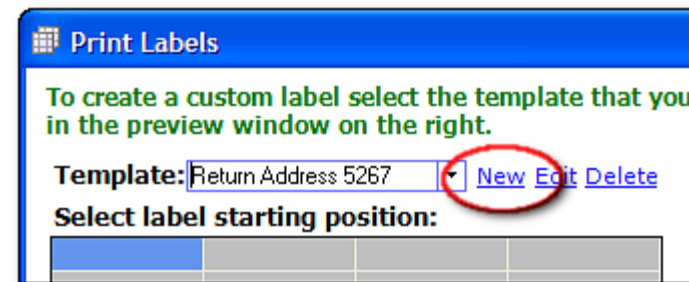 Print Labels
To create a custom label select the template that you
in the preview window on the right.
Template: Return Address 5267 New Edit Delete
Select label starting position: